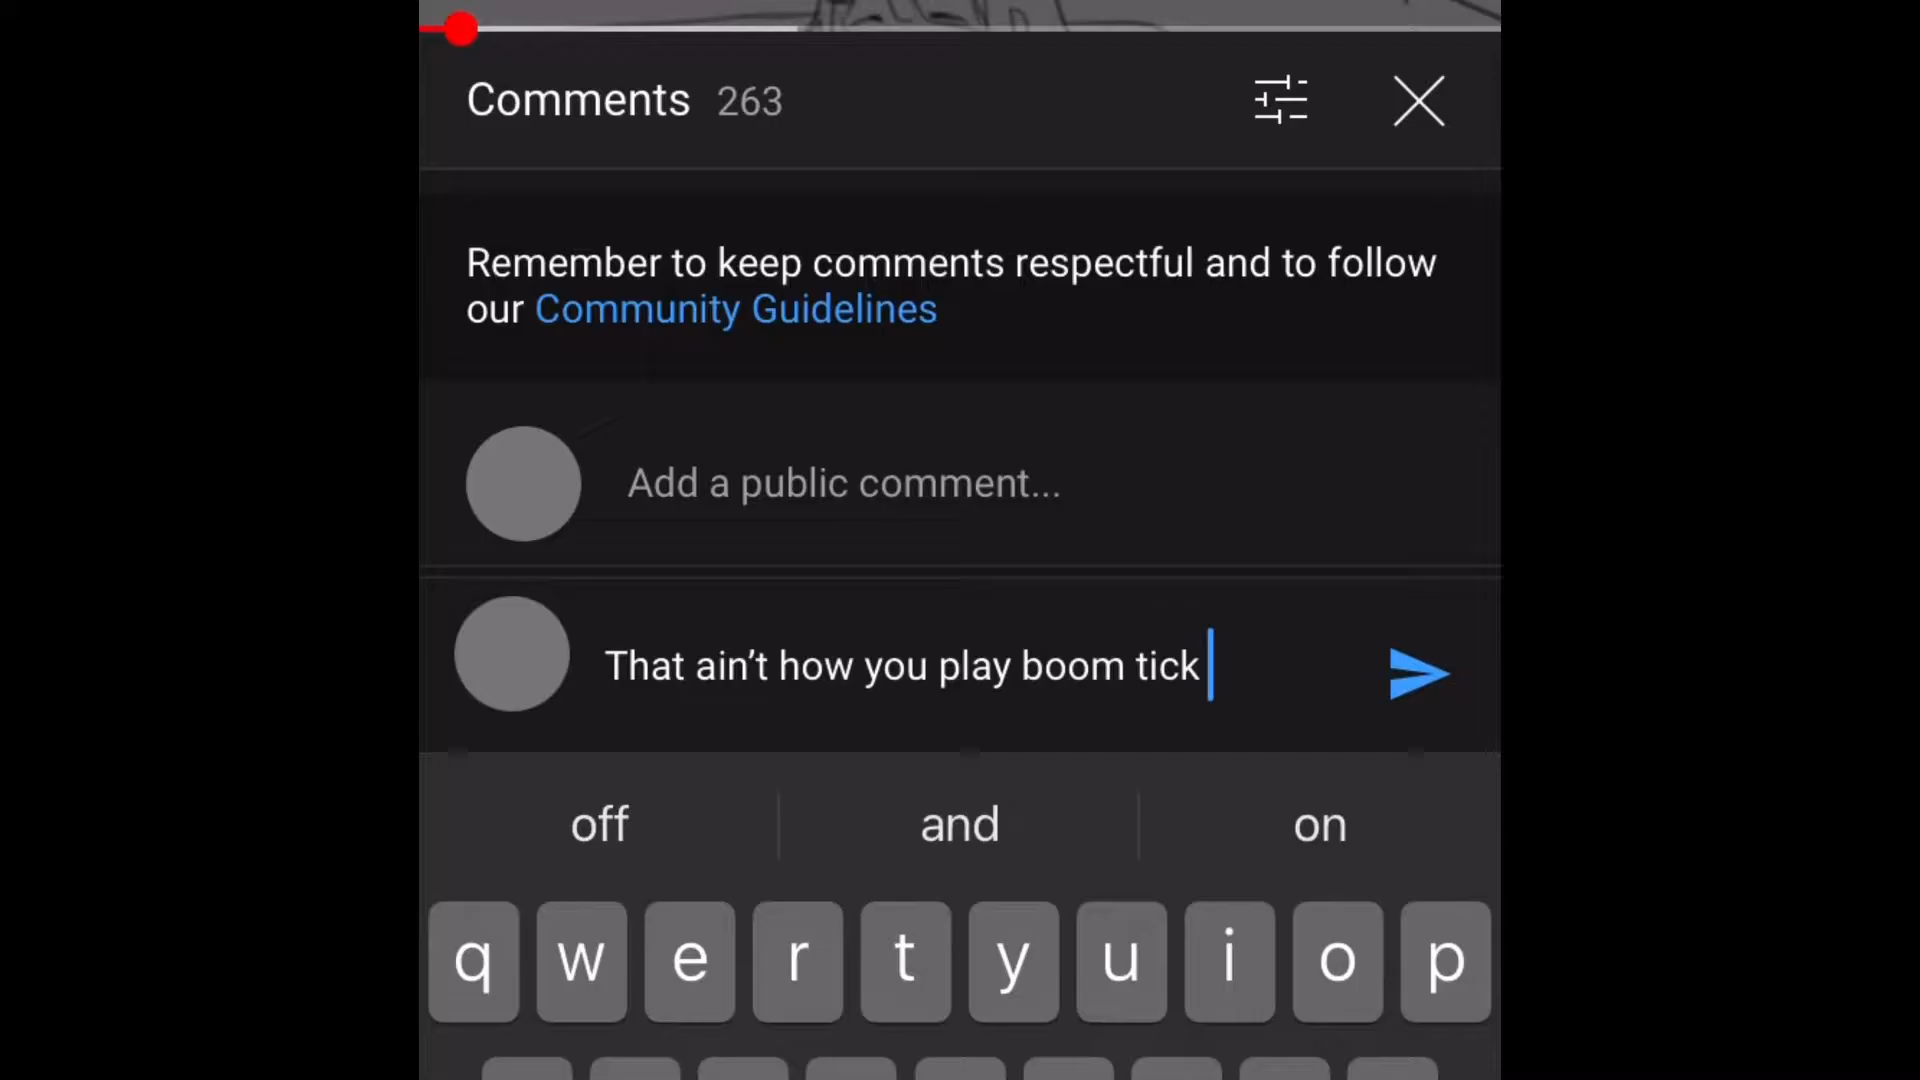 Comments 263
Remember to keep comments respectful and to follow
our Community Guidelines
Add a public comment...
That ain’t how you play boom tick
off and on
q w e r t y u i o p